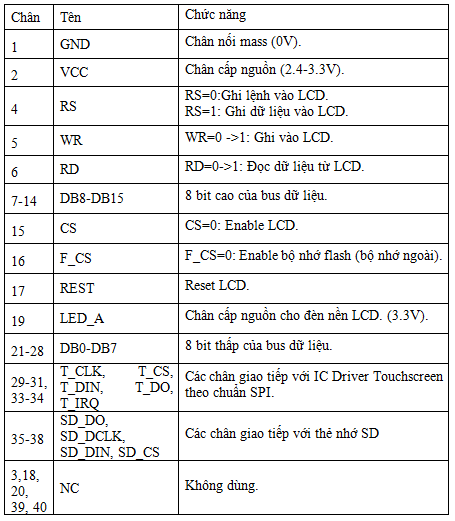 Chân Tên Chức năng
1 GND Chân nối mass (0V).
2 VCC Chân cấp nguồn (2.4-3.3V).
4 RS RS=0:Ghi lệnh vào LCD.
RS=1: Ghi dữ liệu vào LCD.
5 WR WR=0 ->1: Ghi vào LCD.
6 RD RD=0->1: Đọc dữ liệu từ LCD.
7-14 DB8-DB15 8 bit cao của bus dữ liệu.
15 CS CS=0: Enable LCD.
16 F_CS F_CS=0: Enable bộ nhớ flash (bộ nhớ ngoài).
17 REST Reset LCD.
19 LED_A Chân cấp nguồn cho đèn nền LCD. (3.3V).
21-28 DB0-DB7 8 bit thấp của bus dữ liệu.
29-31,
33-34
T_CLK, T_CS,
T_DIN, T_DO,
T_IRQ
Các chân giao tiếp với IC Driver Touchscreen
theo chuẩn SPI.
35-38
SD_DO,
SD_DCLK,
SD_DIN, SD_CS
Các chân giao tiếp với thẻ nhớ SD
3,18,
20,
39, 40
NC
Không dùng.